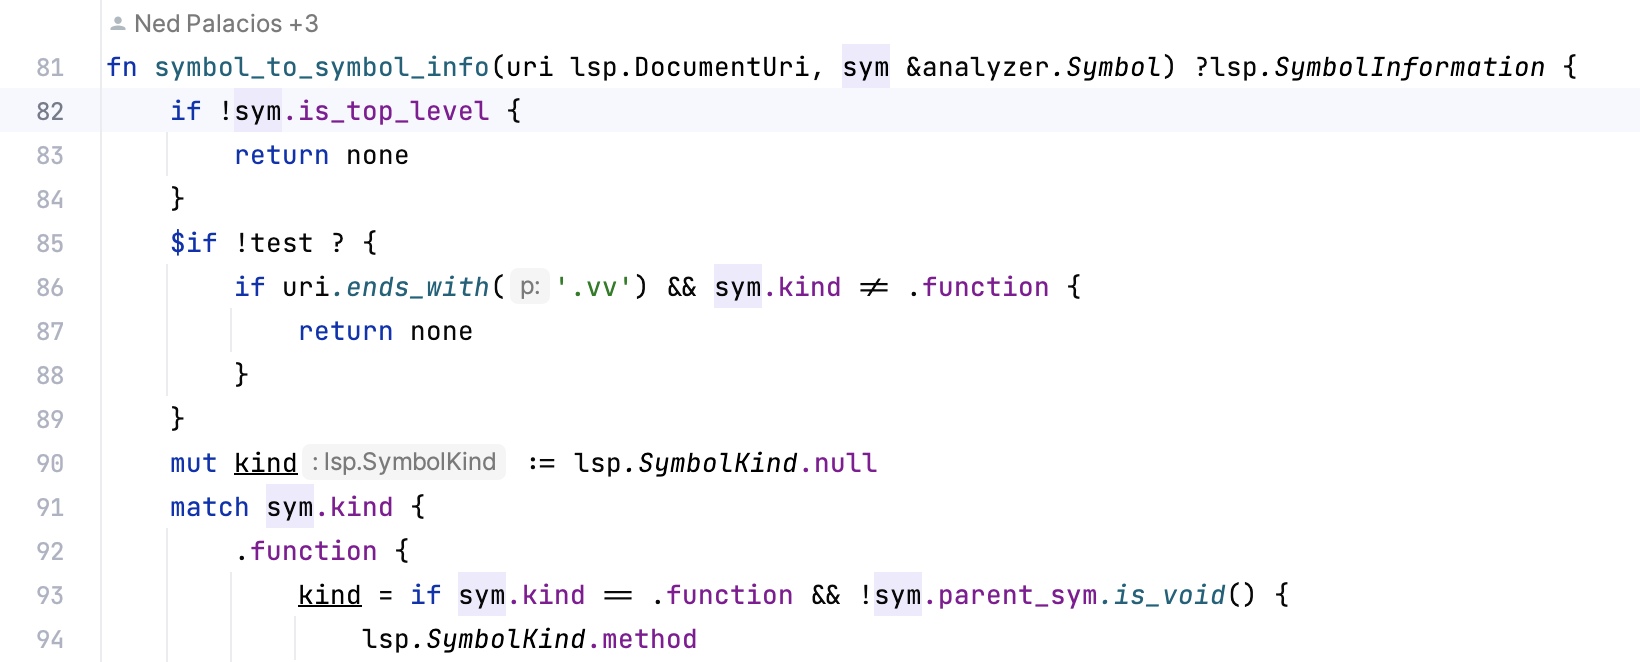 Ned Palacios +3
81 fn symbol_to_symbol_info(uri lsp.DocumentUri, sym &analyzer.Symbol) ?lsp.SymbolInformation {
82     if !sym.is_top_level {
83         return none
84     }
85     $if !test ? {
86         if uri.ends_with( p: '.vv') && sym.kind != .function {
87             return none
88         }
89     }
90     mut kind : lsp.SymbolKind := lsp.SymbolKind.null
91     match sym.kind {
92         .function {
93             kind = if sym.kind == .function && !sym.parent_sym.is_void() {
94                 lsp.SymbolKind.method